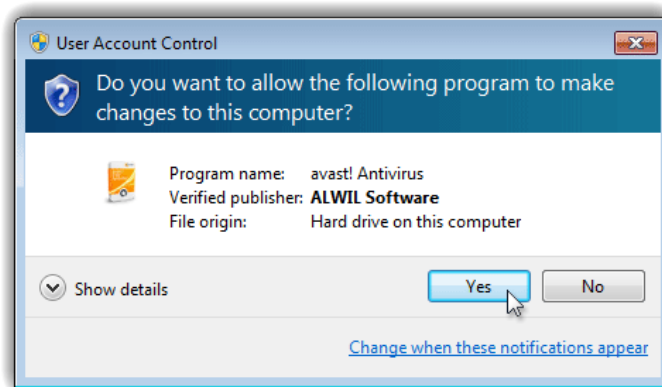 User Account Control
Do you want to allow the following program to make
changes to this computer?
Program name: avast! Antivirus
Verified publisher: ALWIL Software
File origin: Hard drive on this computer
Show details
Yes
No
Change when these notifications appear